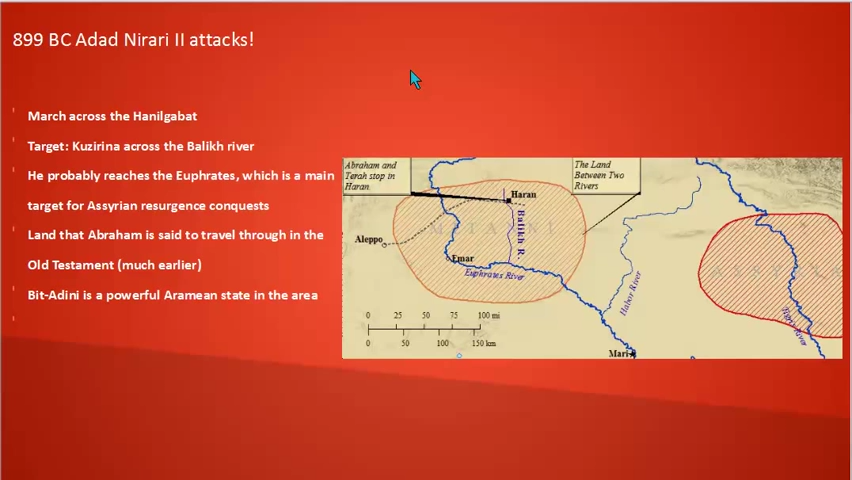 899 BC Adad Nirari II attacks!
March across the Hanilgabat
Target: Kuzirina across the Balikh river
He probably reaches the Euphrates, which is a main
target for Assyrian resurgence conquests
Land that Abraham is said to travel through in the
Old Testament (much earlier)
Bit-Adini is a powerful Aramean state in the area
Abraham and
Terah stop in
Haran
The Land
Between Two
Rivers
Haran
Balikh R.
MITANNI
Aleppo
Emar
Euphrates River
Habor River
Tigris River
0 25 50 75 100 mi
0 50 100 150 km
Mari